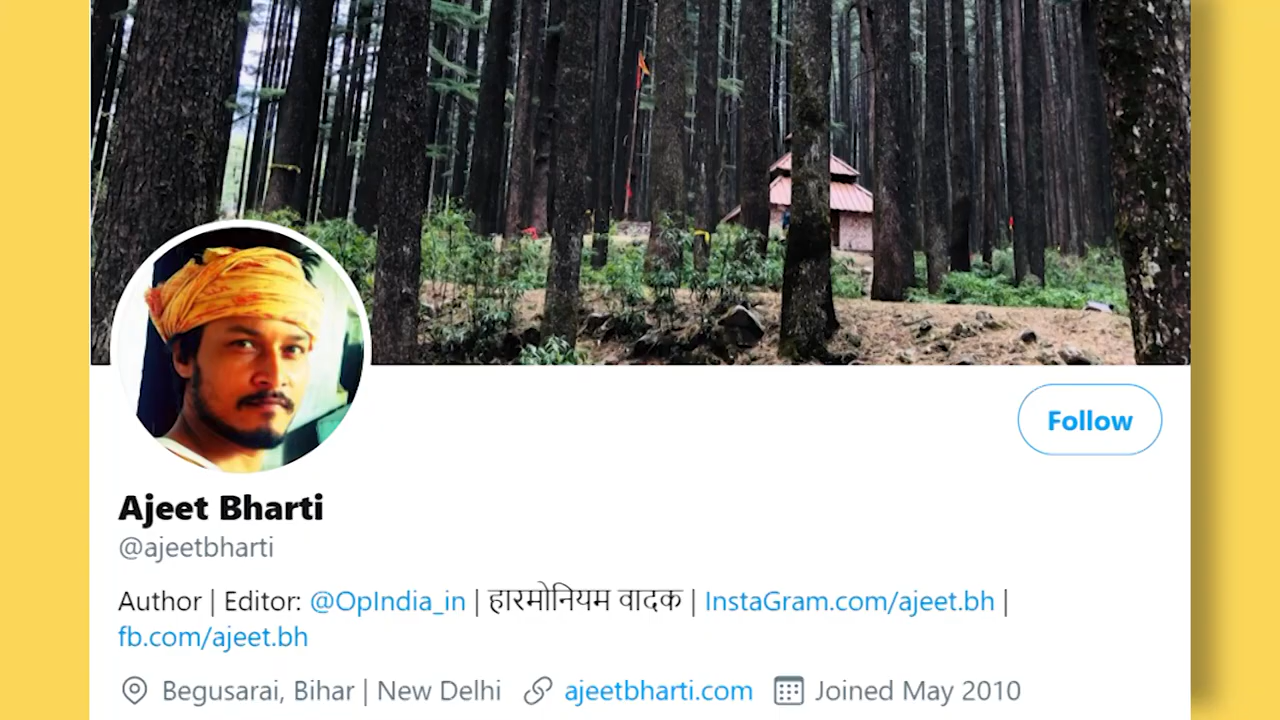 Follow
Ajeet Bharti
@ajeetbharti
Author | Editor: @OpIndia_in | हारमोनियम वादक | InstaGram.com/ajeet.bh |
fb.com/ajeet.bh
Begusarai, Bihar | New Delhi ajeetbharti.com Joined May 2010